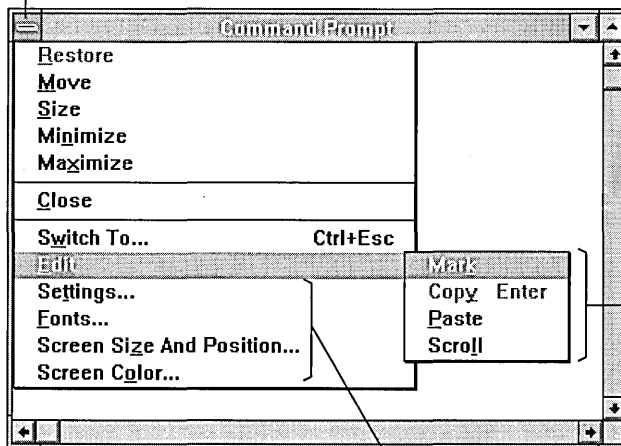 Command Prompt
Restore
Move
Size
Minimize
Maximize
Close
Switch To... Ctrl+Esc
Edit
Mark
Settings...
Copy Enter
Fonts...
Paste
Screen Size And Position...
Scroll
Screen Color...